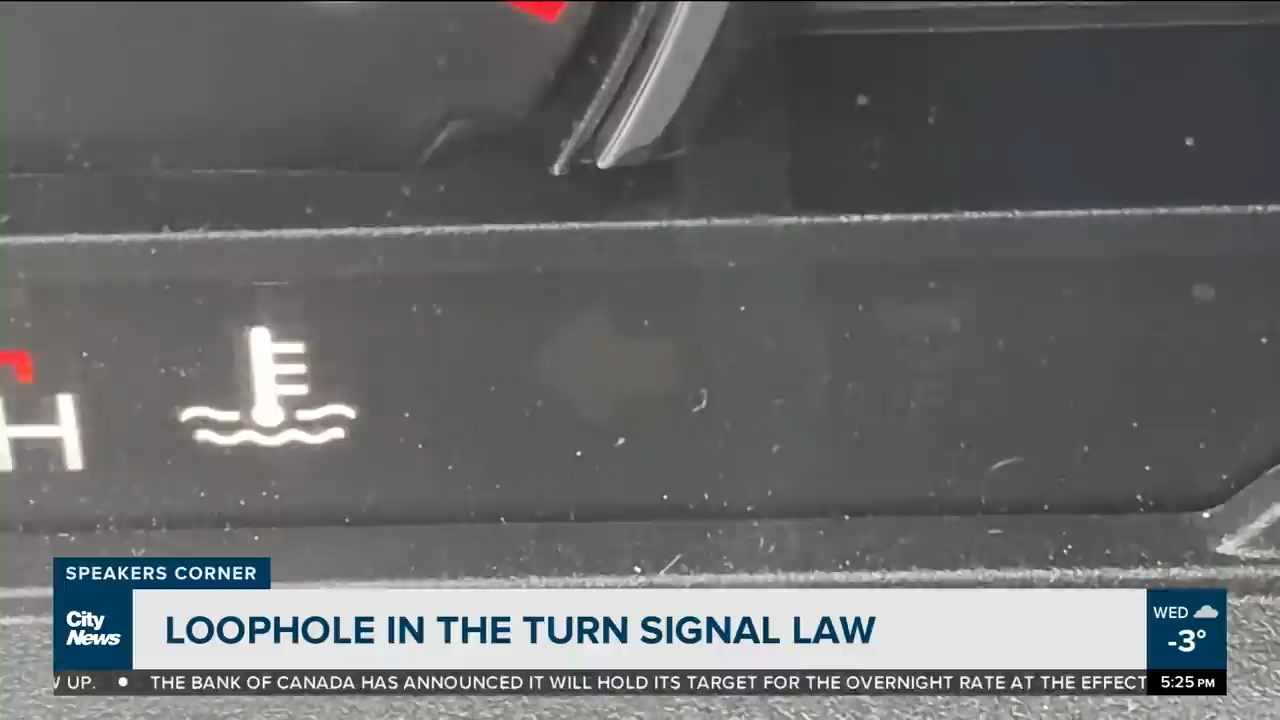 H
SPEAKERS CORNER
City
News
LOOPHOLE IN THE TURN SIGNAL LAW
WED
-3°
UP. • THE BANK OF CANADA HAS ANNOUNCED IT WILL HOLD ITS TARGET FOR THE OVERNIGHT RATE AT THE EFFECT
5:25 PM